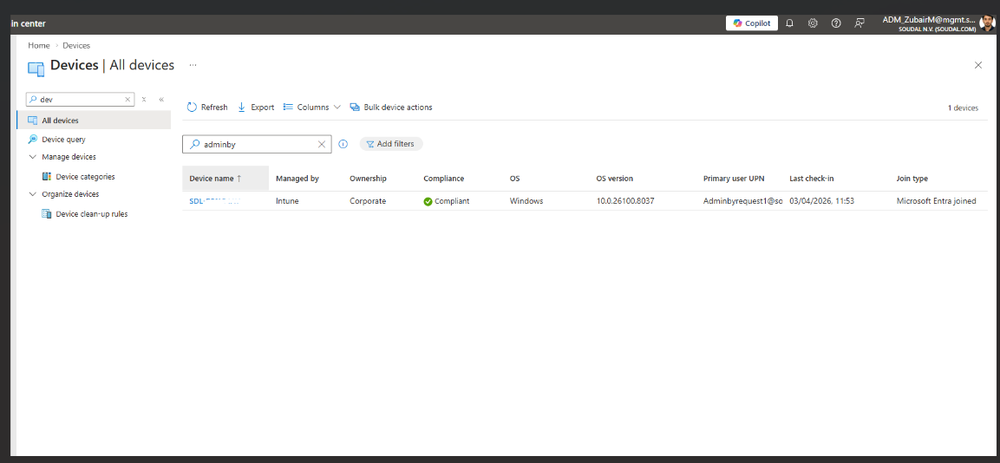 in center
Copilot
ADM_ZubairM@mgmt.s...
SOUDAL N.V. (SOUDAL.COM)
Home > Devices
Devices | All devices ...
dev
All devices
Device query
Manage devices
Device categories
Organize devices
Device clean-up rules
Refresh Export Columns Bulk device actions 1 devices
adminby Add filters
Device name ↑ Managed by Ownership Compliance OS OS version Primary user UPN Last check-in Join type
Intune Corporate Compliant Windows 10.0.26100.8037 Adminbyrequest1@so 03/04/2026, 11:53 Microsoft Entra joined